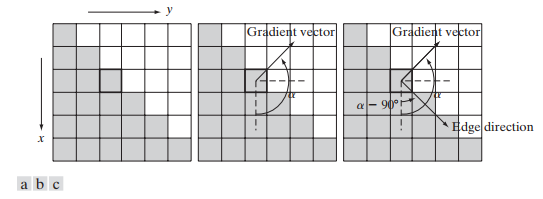 y
x
Gradient vector
α
Gradient vector
α
α − 90°
Edge direction
a b c